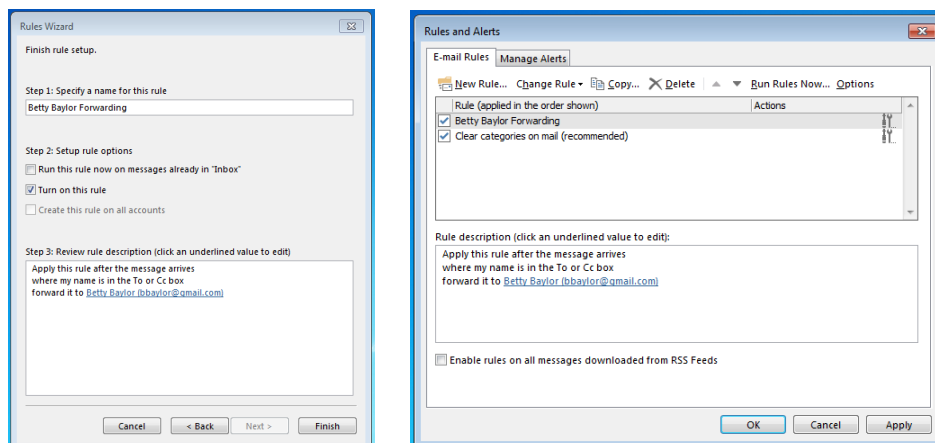 Rules Wizard
Finish rule setup.
Step 1: Specify a name for this rule
Betty Baylor Forwarding
Step 2: Setup rule options
Run this rule now on messages already in "Inbox"
Turn on this rule
Create this rule on all accounts
Step 3: Review rule description (click an underlined value to edit)
Apply this rule after the message arrives
where my name is in the To or Cc box
forward it to Betty Baylor (bbaylor@gmail.com)
Cancel < Back Next > Finish
Rules and Alerts
E-mail Rules Manage Alerts
New Rule... Change Rule Copy... Delete Run Rules Now... Options
Rule (applied in the order shown) Actions
Betty Baylor Forwarding
Clear categories on mail (recommended)
Rule description (click an underlined value to edit):
Apply this rule after the message arrives
where my name is in the To or Cc box
forward it to Betty Baylor (bbaylor@gmail.com)
Enable rules on all messages downloaded from RSS Feeds
OK Cancel Apply